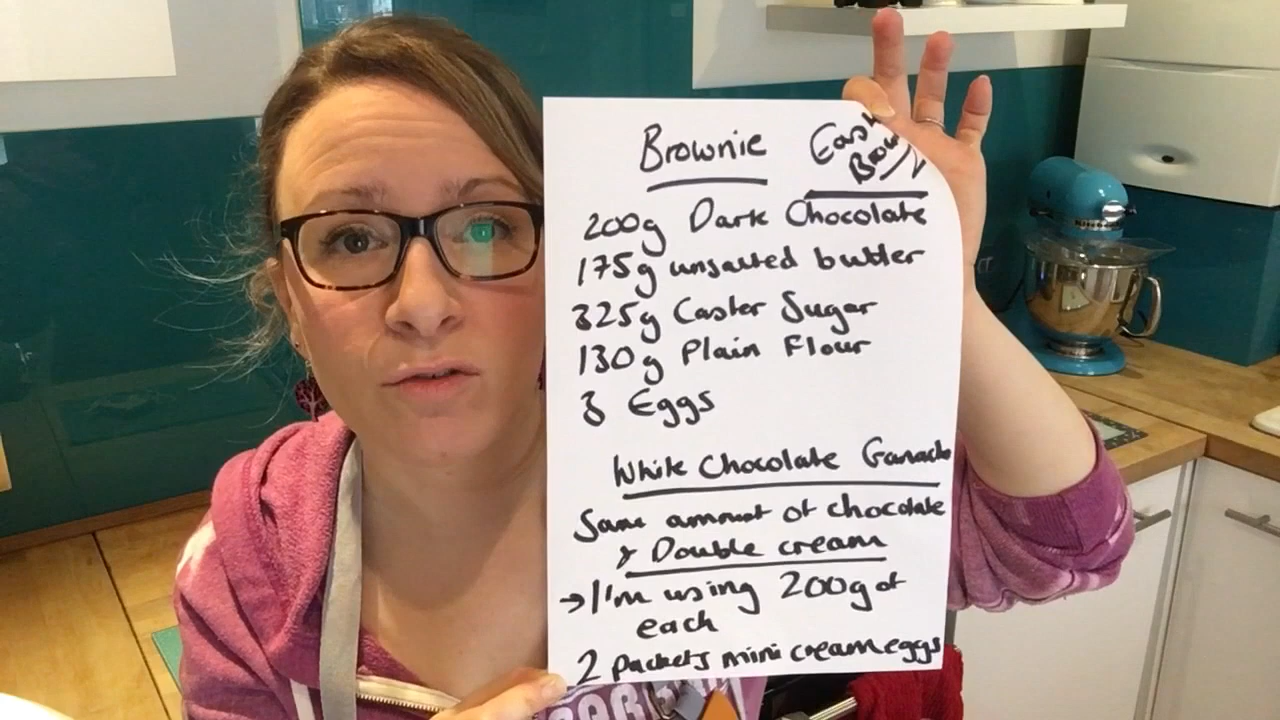 Brownie
200g Dark Chocolate
175g unsalted butter
325g Caster Sugar
130g Plain Flour
3 Eggs
White Chocolate
Same amount of chocolate
& Double cream
→ I'm using 200g of
each
2 packets mini cream eggs